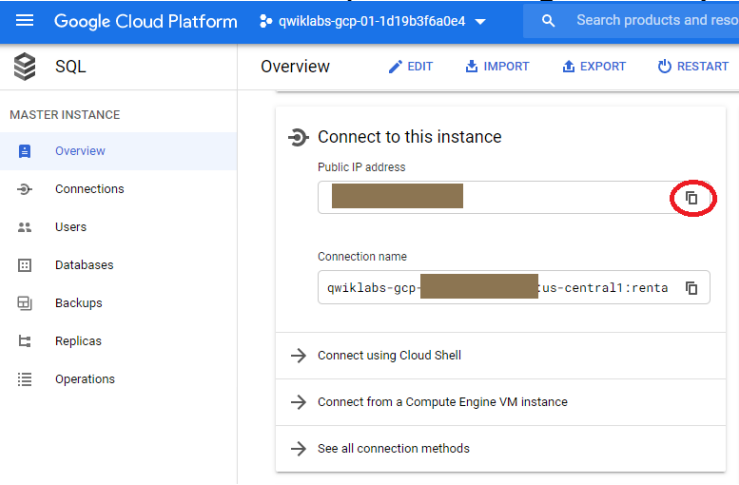 Google Cloud Platform qwiklabs-gcp-01-1d19b3f6a0e4 Search products and reso
SQL Overview EDIT IMPORT EXPORT RESTART
MASTER INSTANCE
Overview
Connections
Users
Databases
Backups
Replicas
Operations
Connect to this instance
Public IP address
Connection name
qwiklabs-gcp- :us-central1:renta
Connect using Cloud Shell
Connect from a Compute Engine VM instance
See all connection methods